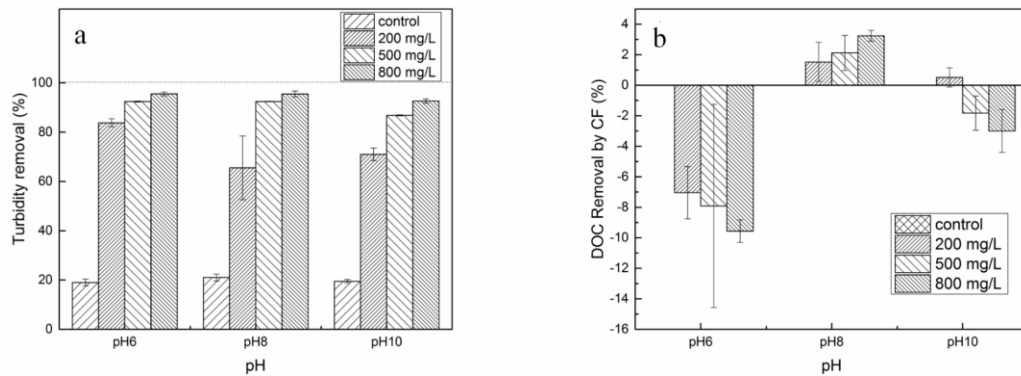 a
control
200 mg/L
500 mg/L
800 mg/L
100
80
60
40
20
0
Turbidity removal (%)
pH6
pH8
pH10
pH
b
4
2
0
-2
-4
-6
-8
-10
-12
-14
-16
DOC Removal by CF (%)
control
200 mg/L
500 mg/L
800 mg/L
pH6
pH8
pH10
pH